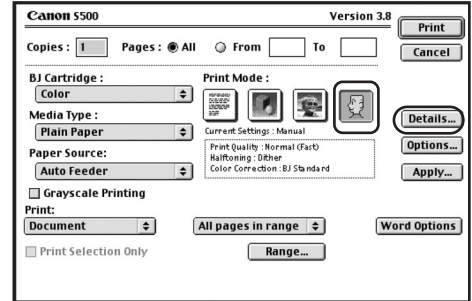 Canon S500 Version 3.8
Print
Copies : 1 Pages : All From To
Cancel
BJ Cartridge : Print Mode :
Color
Media Type :
Details...
Plain Paper Current Settings : Manual
Print Quality : Normal (Fast)
Options...
Paper Source: Halftoning : Dither
Color Correction : BJ Standard
Auto Feeder Apply...
Grayscale Printing
Print:
Document All pages in range Word Options
Print Selection Only Range...